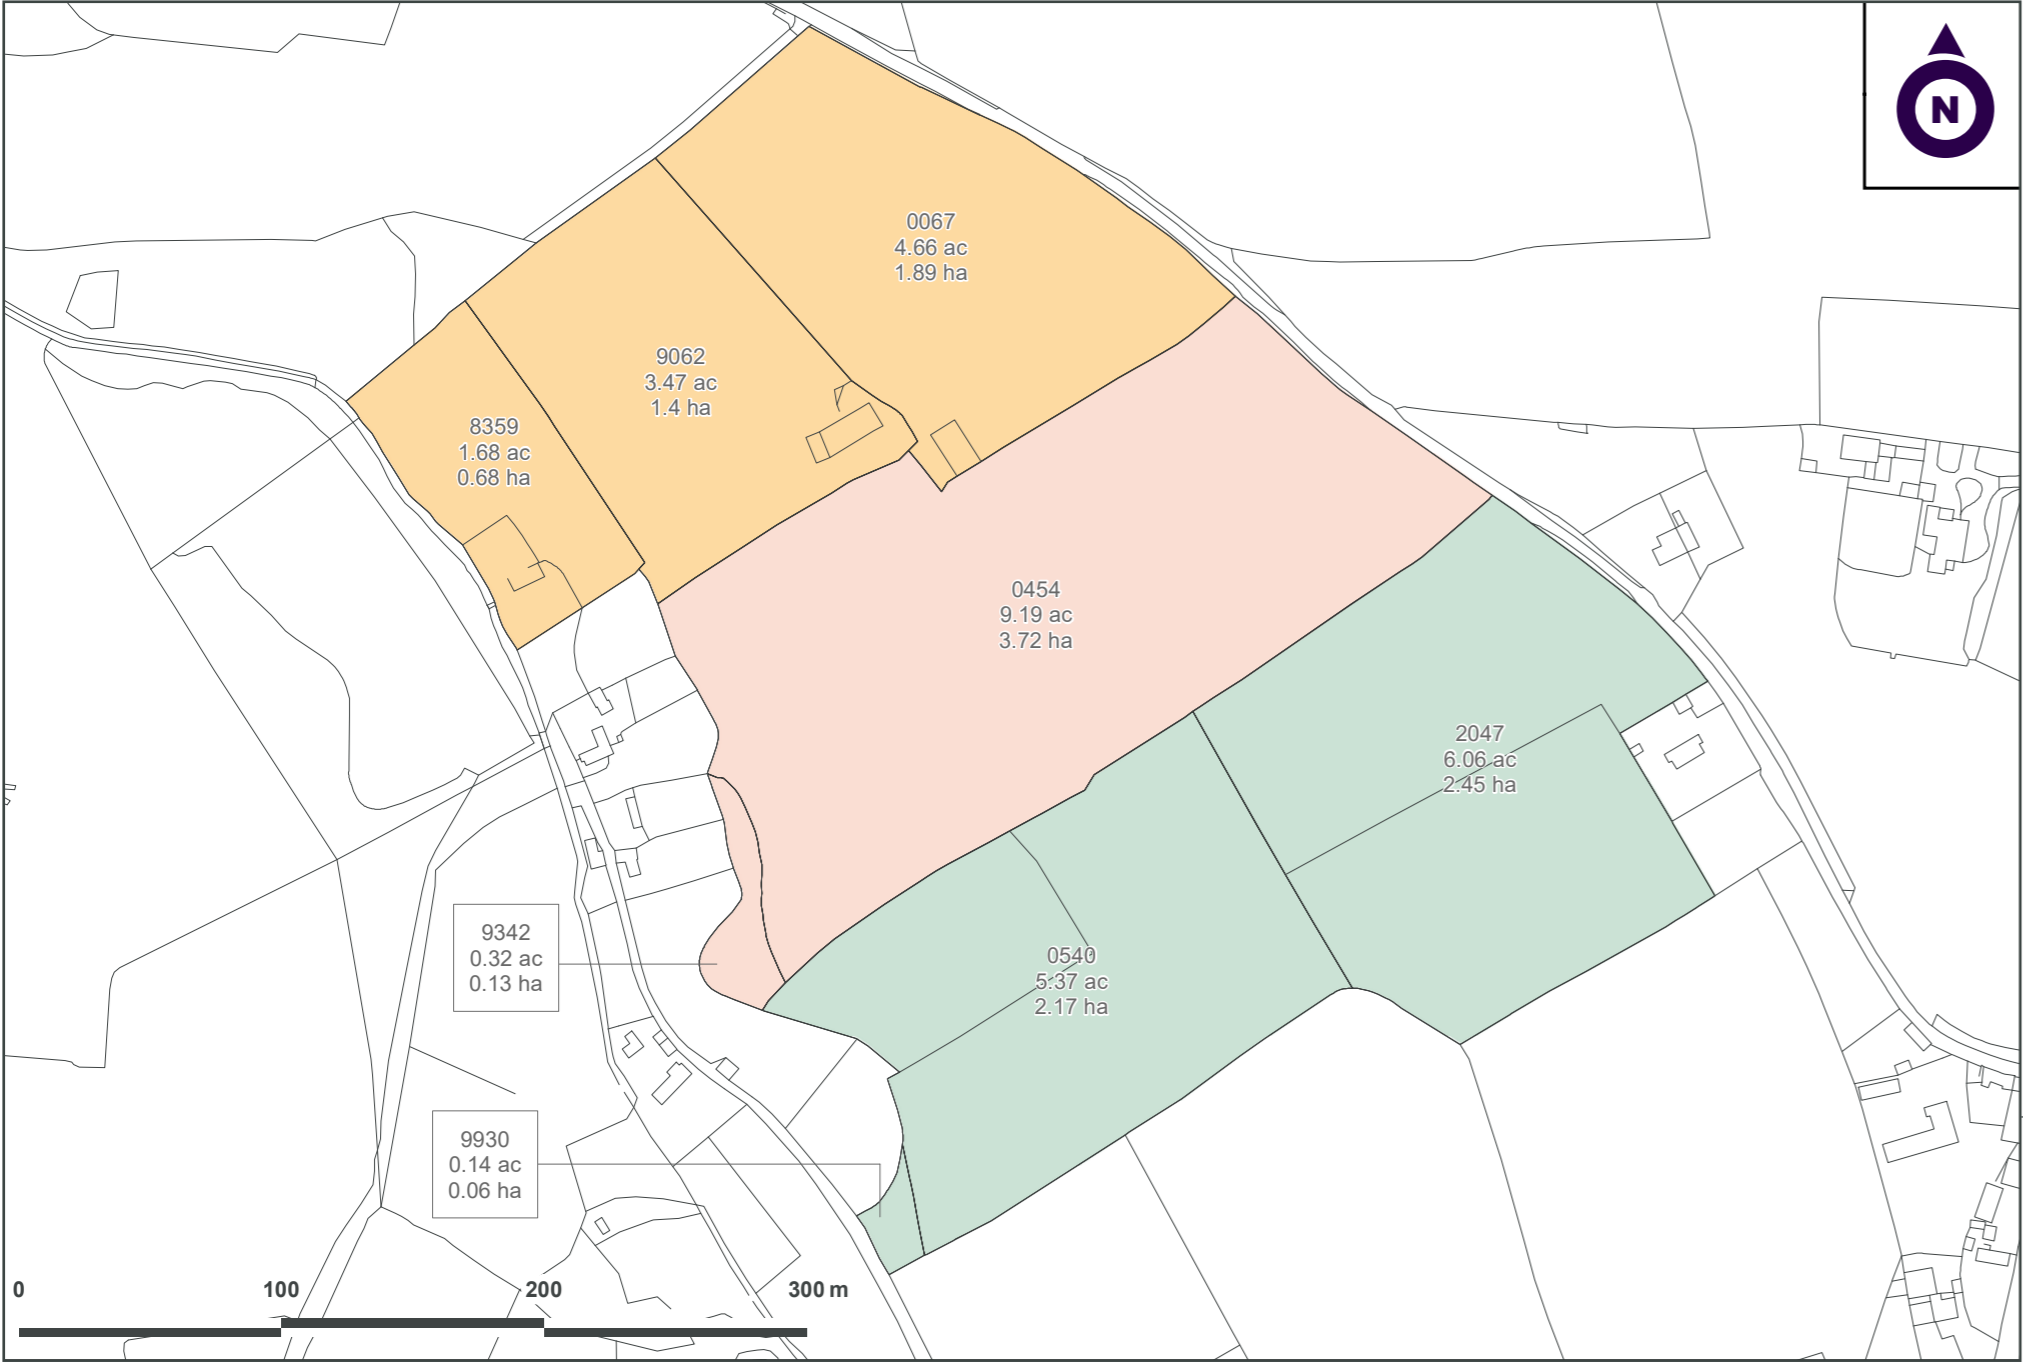 N
0067
4.66 ac
1.89 ha
9062
3.47 ac
1.4 ha
8359
1.68 ac
0.68 ha
0454
9.19 ac
3.72 ha
2047
6.06 ac
2.45 ha
9342
0.32 ac
0.13 ha
0540
5.37 ac
2.17 ha
9930
0.14 ac
0.06 ha
0 100 200 300 m